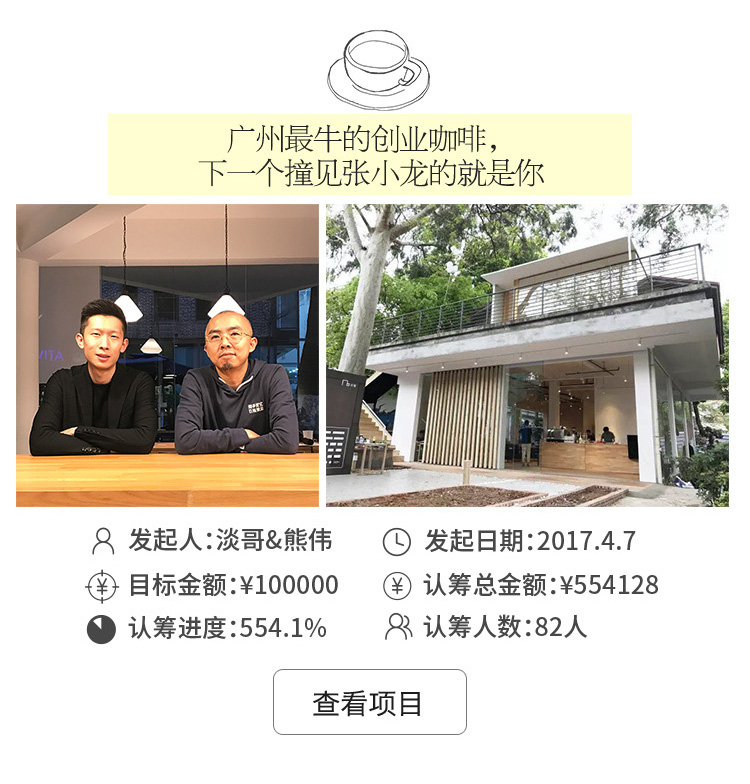 广州最牛的创业咖啡，
下一个撞见张小龙的就是你
VITA
发起人：淡哥&熊伟
发起日期：2017.4.7
目标金额：¥100000
认筹总金额：¥554128
认筹进度：554.1%
认筹人数：82人
查看项目